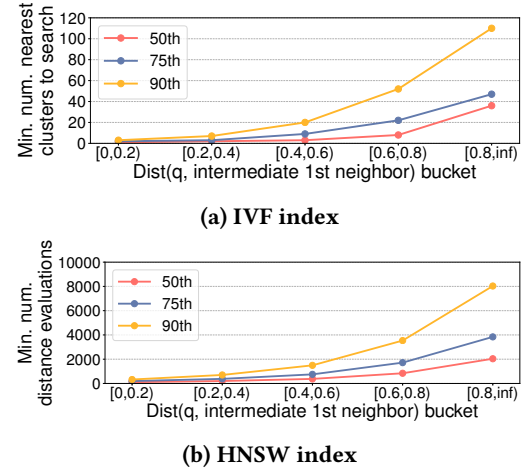 Min. num. nearest
clusters to search
120
100
80
60
40
20
0
50th
75th
90th
[0,0.2) [0.2,0.4) [0.4,0.6) [0.6,0.8) [0.8,inf)
Dist(q, intermediate 1st neighbor) bucket
(a) IVF index
Min. num.
distance evaluations
10000
8000
6000
4000
2000
0
50th
75th
90th
[0,0.2) [0.2,0.4) [0.4,0.6) [0.6,0.8) [0.8,inf)
Dist(q, intermediate 1st neighbor) bucket
(b) HNSW index